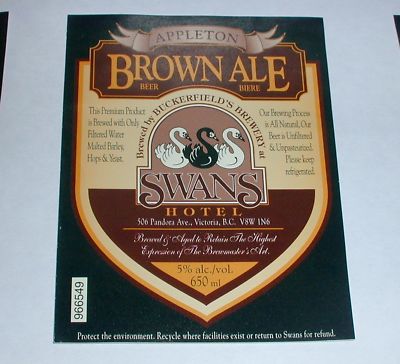 APPLETON
BROWN ALE
BEER BIERE
This Premium Product
is Brewed with Only
Filtered Water
Malted Barley,
Hops & Yeast.
Brewed by BUCKERFIELD'S BREWERY at
Our Brewing Process
is All Natural, Our
Beer is Unfiltered
& Unpasteurized.
Please keep
refrigerated.
SWANS
HOTEL
506 Pandora Ave., Victoria, B.C. V8W 1N6
Brewed & Aged to Retain The Highest
Expression of The Brewmaster's Art.
5% alc./vol.
650 ml
966549
Protect the environment. Recycle where facilities exist or return to Swans for refund.